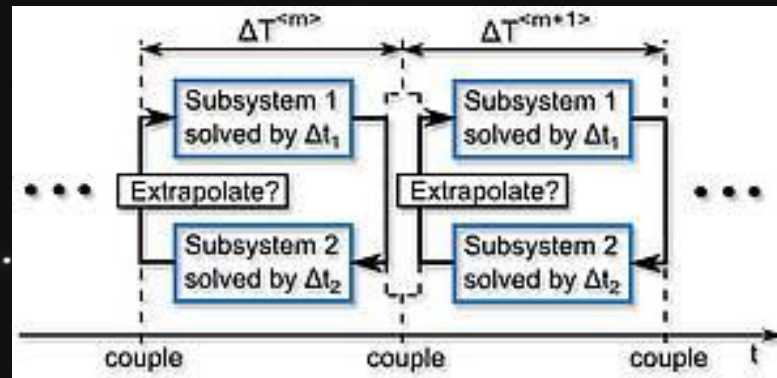 ΔT<m> ΔT<m+1>
Subsystem 1
solved by Δt₁
Subsystem 1
solved by Δt₁
••• Extrapolate? Extrapolate? •••
Subsystem 2
solved by Δt₂
Subsystem 2
solved by Δt₂
couple couple couple t